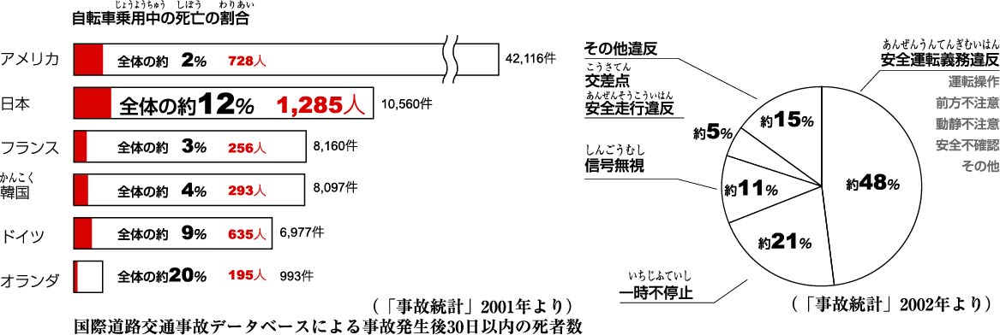 じょうようちゅう しぼう わりあい
自転車乗用中の死亡の割合
アメリカ 全体の約 2% 728人 42,116件
日本 全体の約12% 1,285人 10,560件
フランス 全体の約 3% 256人 8,160件
かんこく
韓国 全体の約 4% 293人 8,097件
ドイツ 全体の約 9% 635人 6,977件
オランダ 全体の約20% 195人 993件
（「事故統計」2001年より）
国際道路交通事故データベースによる事故発生後30日以内の死者数
その他違反
こうさてん
交差点
あんぜんそうこういはん
安全走行違反
しんごうむし
信号無視
いちじふていし
一時不停止
あんぜんうんてんぎむいはん
安全運転義務違反
運転操作
前方不注意
動静不注意
安全不確認
その他
約15%
約5%
約11%
約21%
約48%
（「事故統計」2002年より）